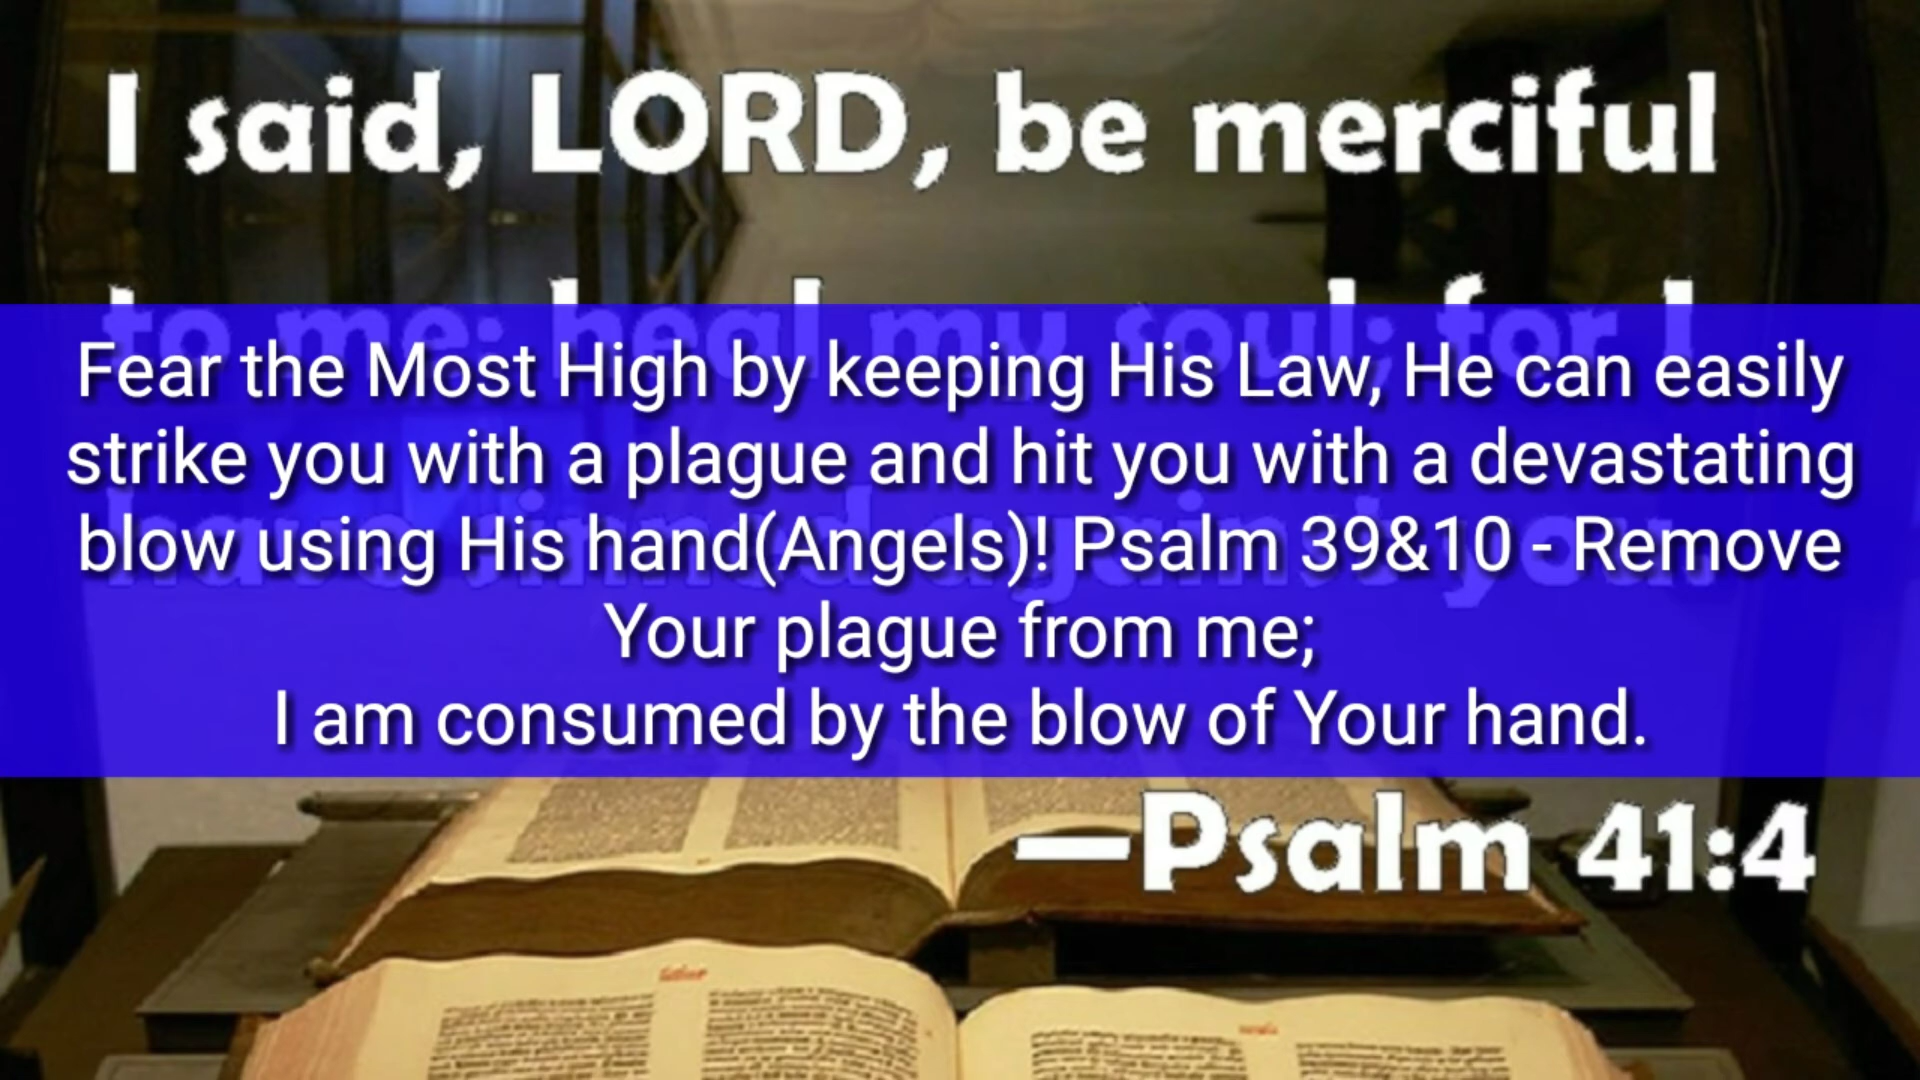 I said, LORD, be merciful
to me: heal my soul; for I
Fear the Most High by keeping His Law, He can easily
strike you with a plague and hit you with a devastating
have sinned against you.
blow using His hand(Angels)! Psalm 39&10 - Remove
Your plague from me;
I am consumed by the blow of Your hand.
—Psalm 41:4